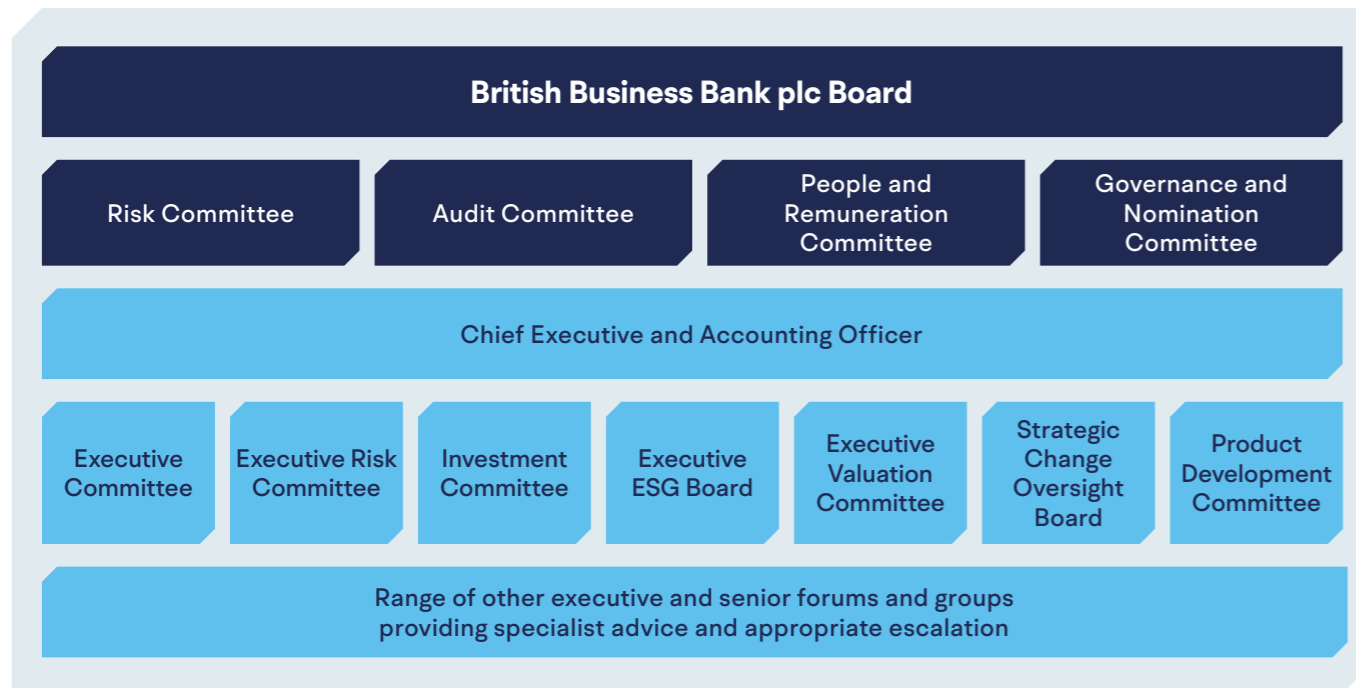 British Business Bank plc Board
Risk Committee
Audit Committee
People and
Remuneration
Committee
Governance and
Nomination
Committee
Chief Executive and Accounting Officer
Executive
Committee
Executive Risk
Committee
Investment
Committee
Executive
ESG Board
Executive
Valuation
Committee
Strategic
Change
Oversight
Board
Product
Development
Committee
Range of other executive and senior forums and groups
providing specialist advice and appropriate escalation